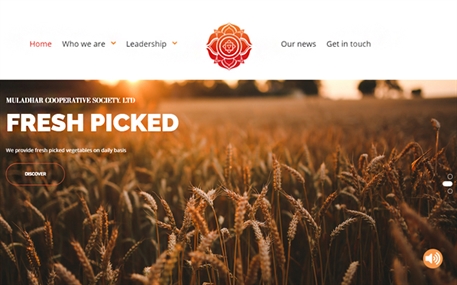 Home
Who we are
Leadership
Our news
Get in touch
MULADHAR COOPERATIVE SOCIETY. LTD
FRESH PICKED
We provide fresh picked vegetables on daily basis
DISCOVER